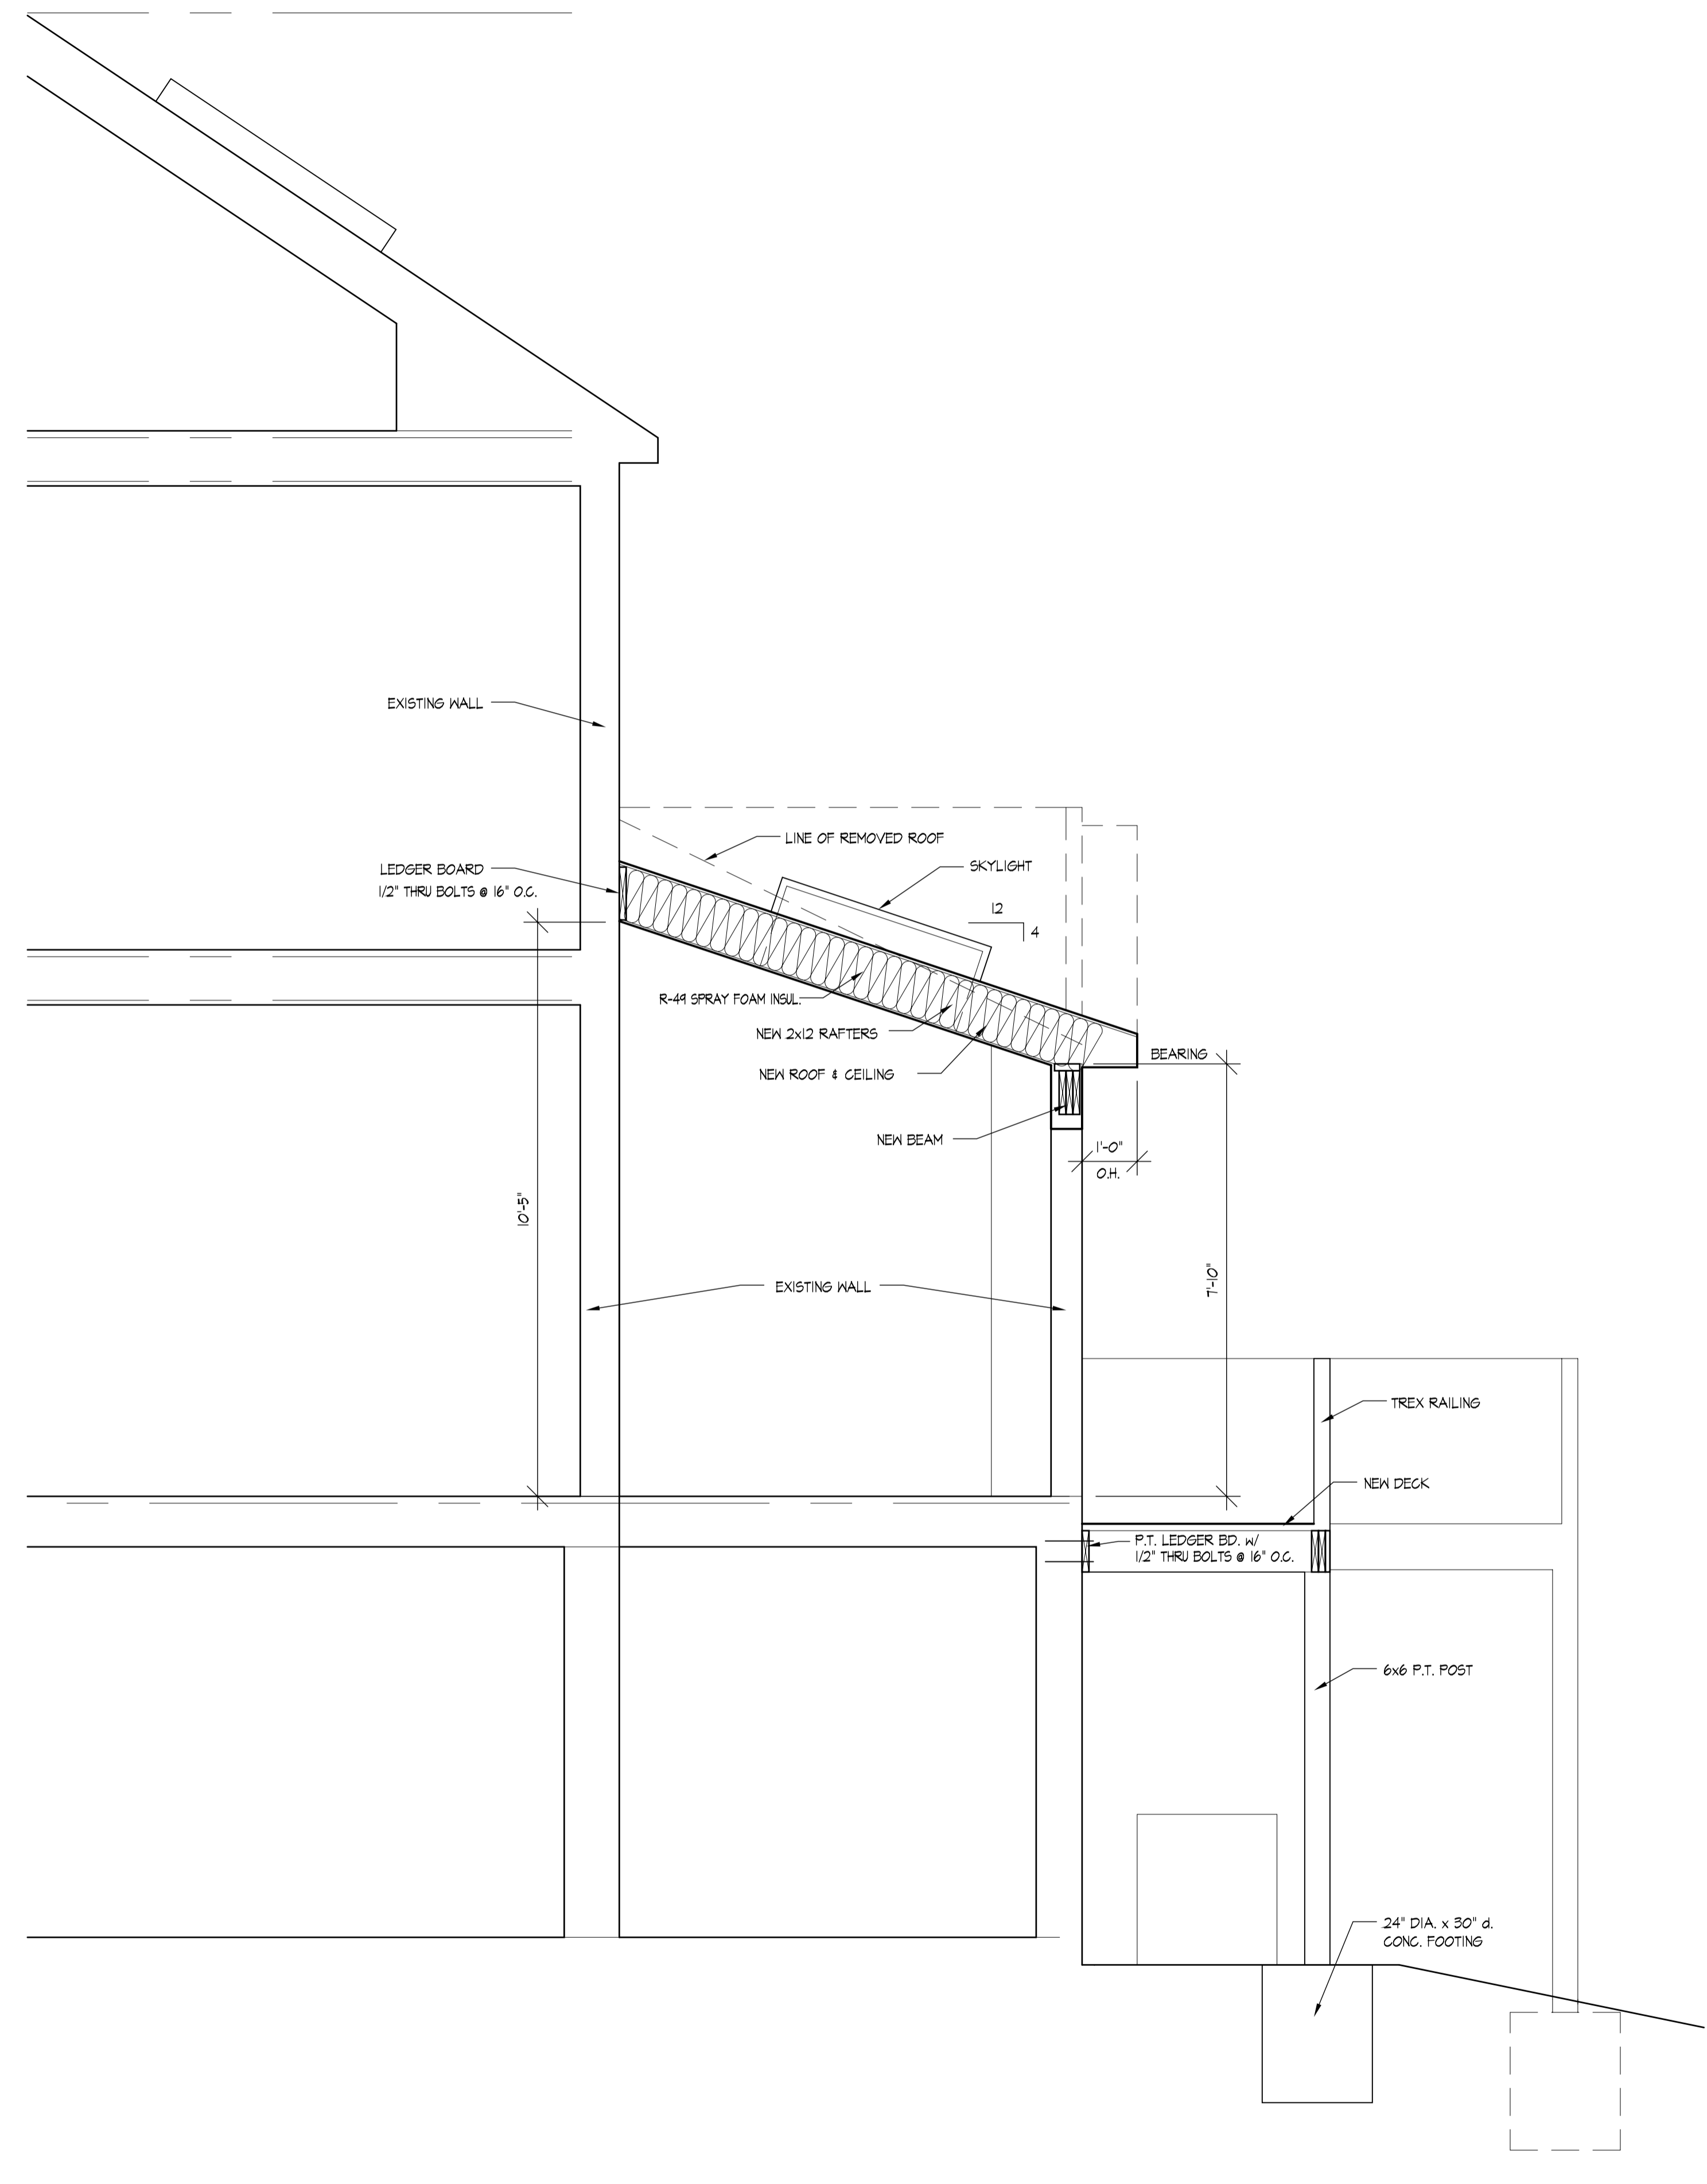 EXISTING WALL
LINE OF REMOVED ROOF
SKYLIGHT
LEDGER BOARD
1/2" THRU BOLTS @ 16" O.C.
12
4
R-49 SPRAY FOAM INSUL.
NEW 2x12 RAFTERS
BEARING
NEW ROOF & CEILING
NEW BEAM
1'-0"
O.H.
10'-5"
7'-10"
EXISTING WALL
TREX RAILING
NEW DECK
P.T. LEDGER BD. W/
1/2" THRU BOLTS @ 16" O.C.
6x6 P.T. POST
24" DIA. x 30" d.
CONC. FOOTING